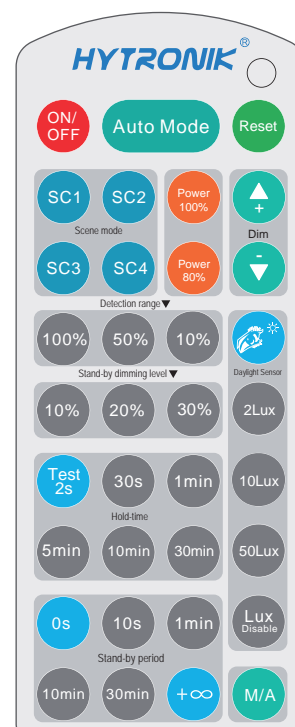 HYTRONIK®
ON/
OFF
Auto Mode
Reset
SC1 SC2
Power
100%
+
Scene mode
Dim
SC3 SC4
Power
80%
-
Detection range▼
100% 50% 10%
Stand-by dimming level▼
Daylight Sensor
10% 20% 30%
2Lux
Test
2s
30s 1min
10Lux
Hold-time
5min 10min 30min
50Lux
0s 10s 1min
Lux
Disable
Stand-by period
10min 30min +∞
M/A